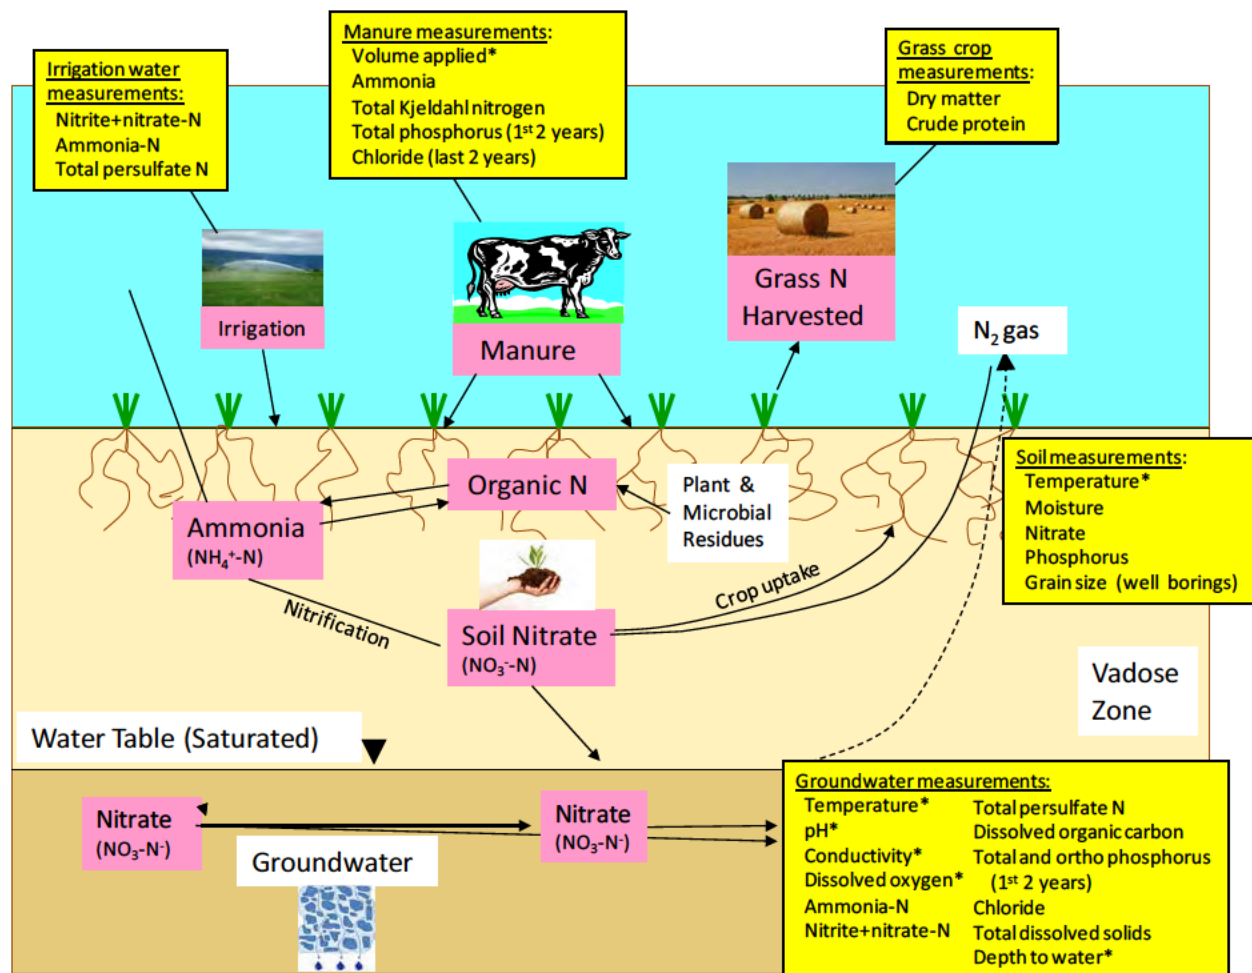 Irrigation water
measurements:
Nitrite+nitrate-N
Ammonia-N
Total persulfate N
Manure measurements:
Volume applied*
Ammonia
Total Kjeldahl nitrogen
Total phosphorus (1st 2 years)
Chloride (last 2 years)
Grass crop
measurements:
Dry matter
Crude protein
Irrigation
Manure
Grass N
Harvested
N₂ gas
Soil measurements:
Temperature*
Moisture
Nitrate
Phosphorus
Grain size (well borings)
Organic N
Plant &
Microbial
Residues
Ammonia
(NH₄⁺-N)
Nitrification
Soil Nitrate
(NO₃⁻-N)
Crop uptake
Vadose
Zone
Water Table (Saturated)
Nitrate
(NO₃-N⁻)
Groundwater
Nitrate
(NO₃-N⁻)
Groundwater measurements:
Temperature*
pH*
Conductivity*
Dissolved oxygen*
Ammonia-N
Nitrite+nitrate-N
Total persulfate N
Dissolved organic carbon
Total and ortho phosphorus
(1st 2 years)
Chloride
Total dissolved solids
Depth to water*